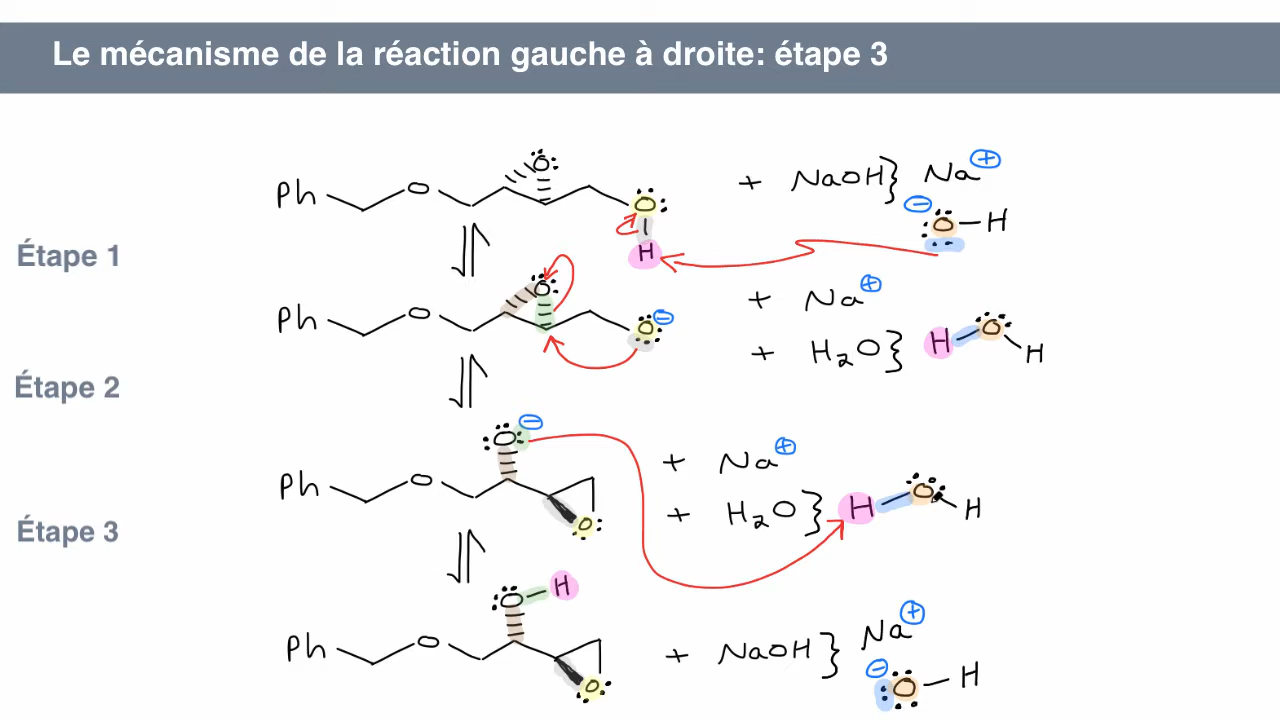 Le mécanisme de la réaction gauche à droite: étape 3
Ph O O O H + NaOH} Na⊕ ⊖ O H
Étape 1
Ph O O O⊖ + Na⊕
+ H₂O} H O H
Étape 2
Ph O O⊖ O + Na⊕
+ H₂O} H O H
Étape 3
Ph O O H O + NaOH} Na⊕ ⊖ O H